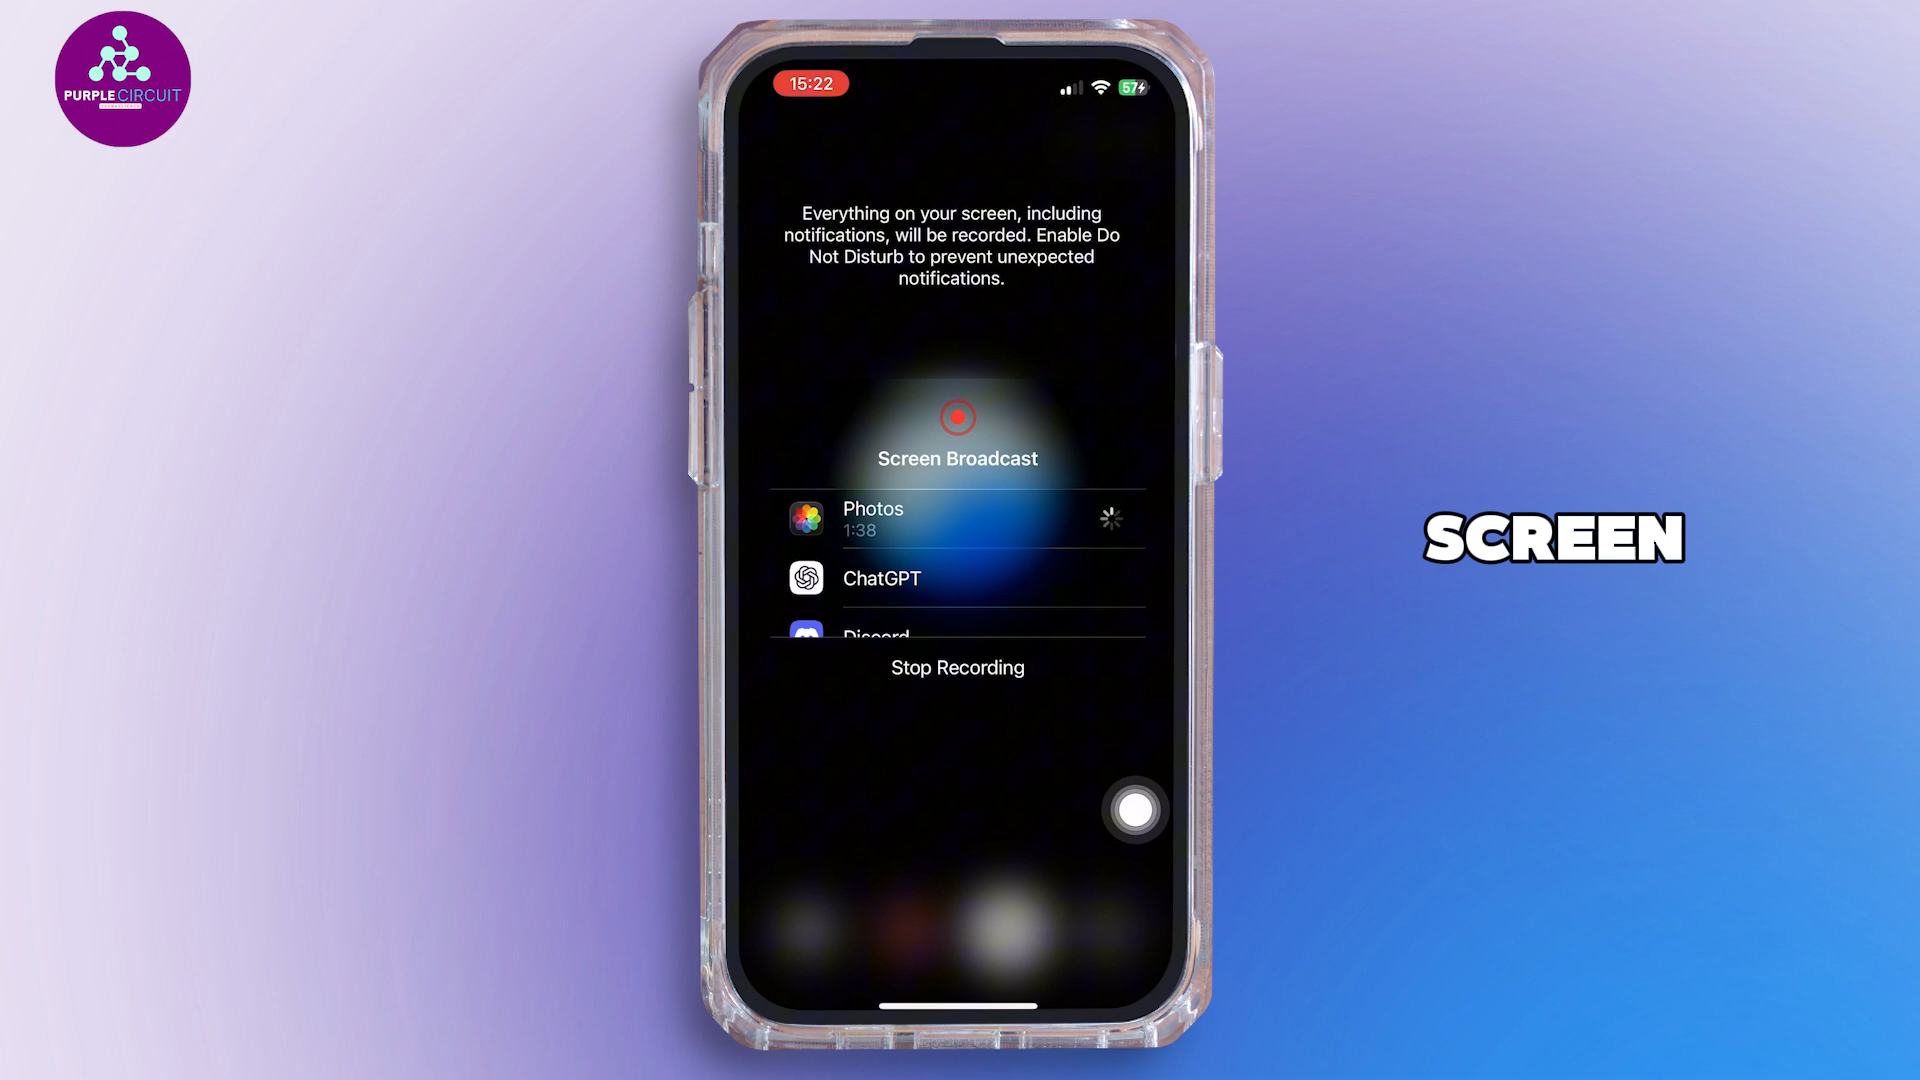 PURPLE CIRCUIT
15:22
57
Everything on your screen, including
notifications, will be recorded. Enable Do
Not Disturb to prevent unexpected
notifications.
Screen Broadcast
Photos
1:38
ChatGPT
Discord
Stop Recording
SCREEN